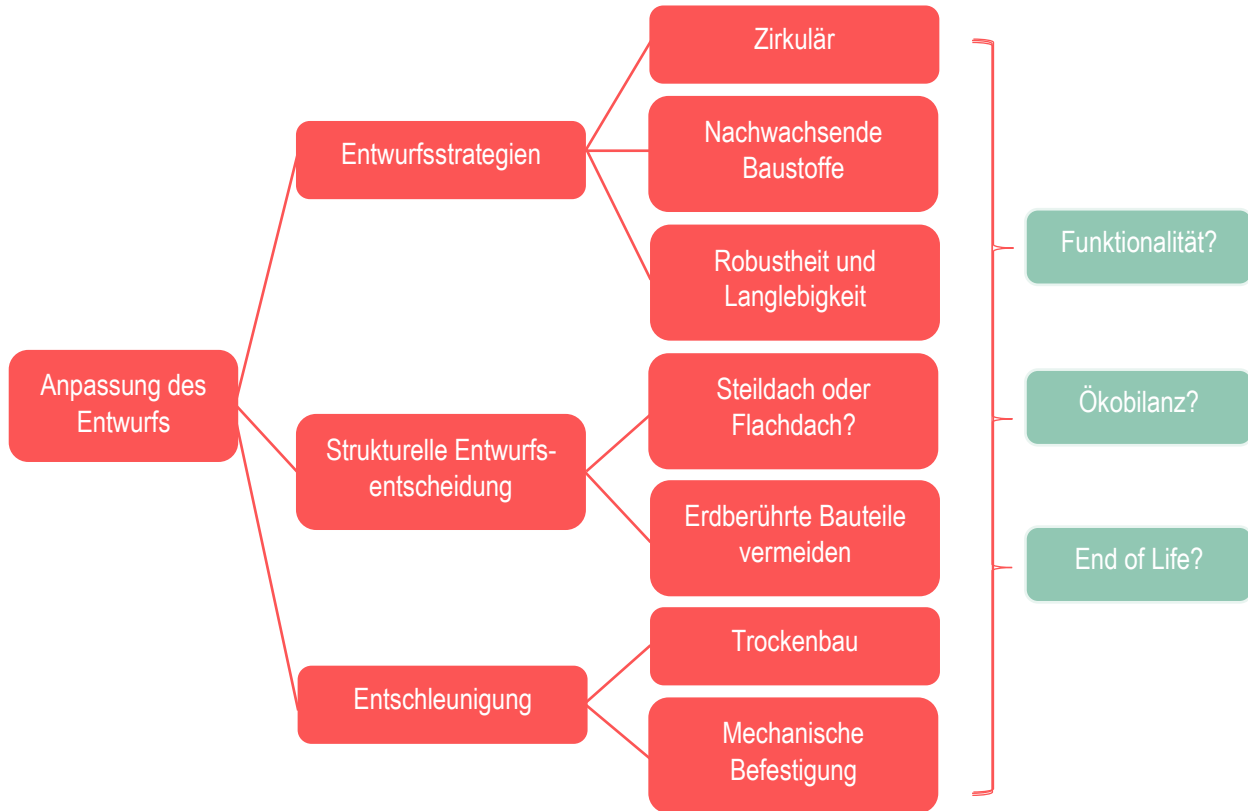 Anpassung des
Entwurfs
Entwurfsstrategien
Zirkulär
Nachwachsende
Baustoffe
Robustheit und
Langlebigkeit
Strukturelle Entwurfs-
entscheidung
Steildach oder
Flachdach?
Erdberührte Bauteile
vermeiden
Entschleunigung
Trockenbau
Mechanische
Befestigung
Funktionalität?
Ökobilanz?
End of Life?